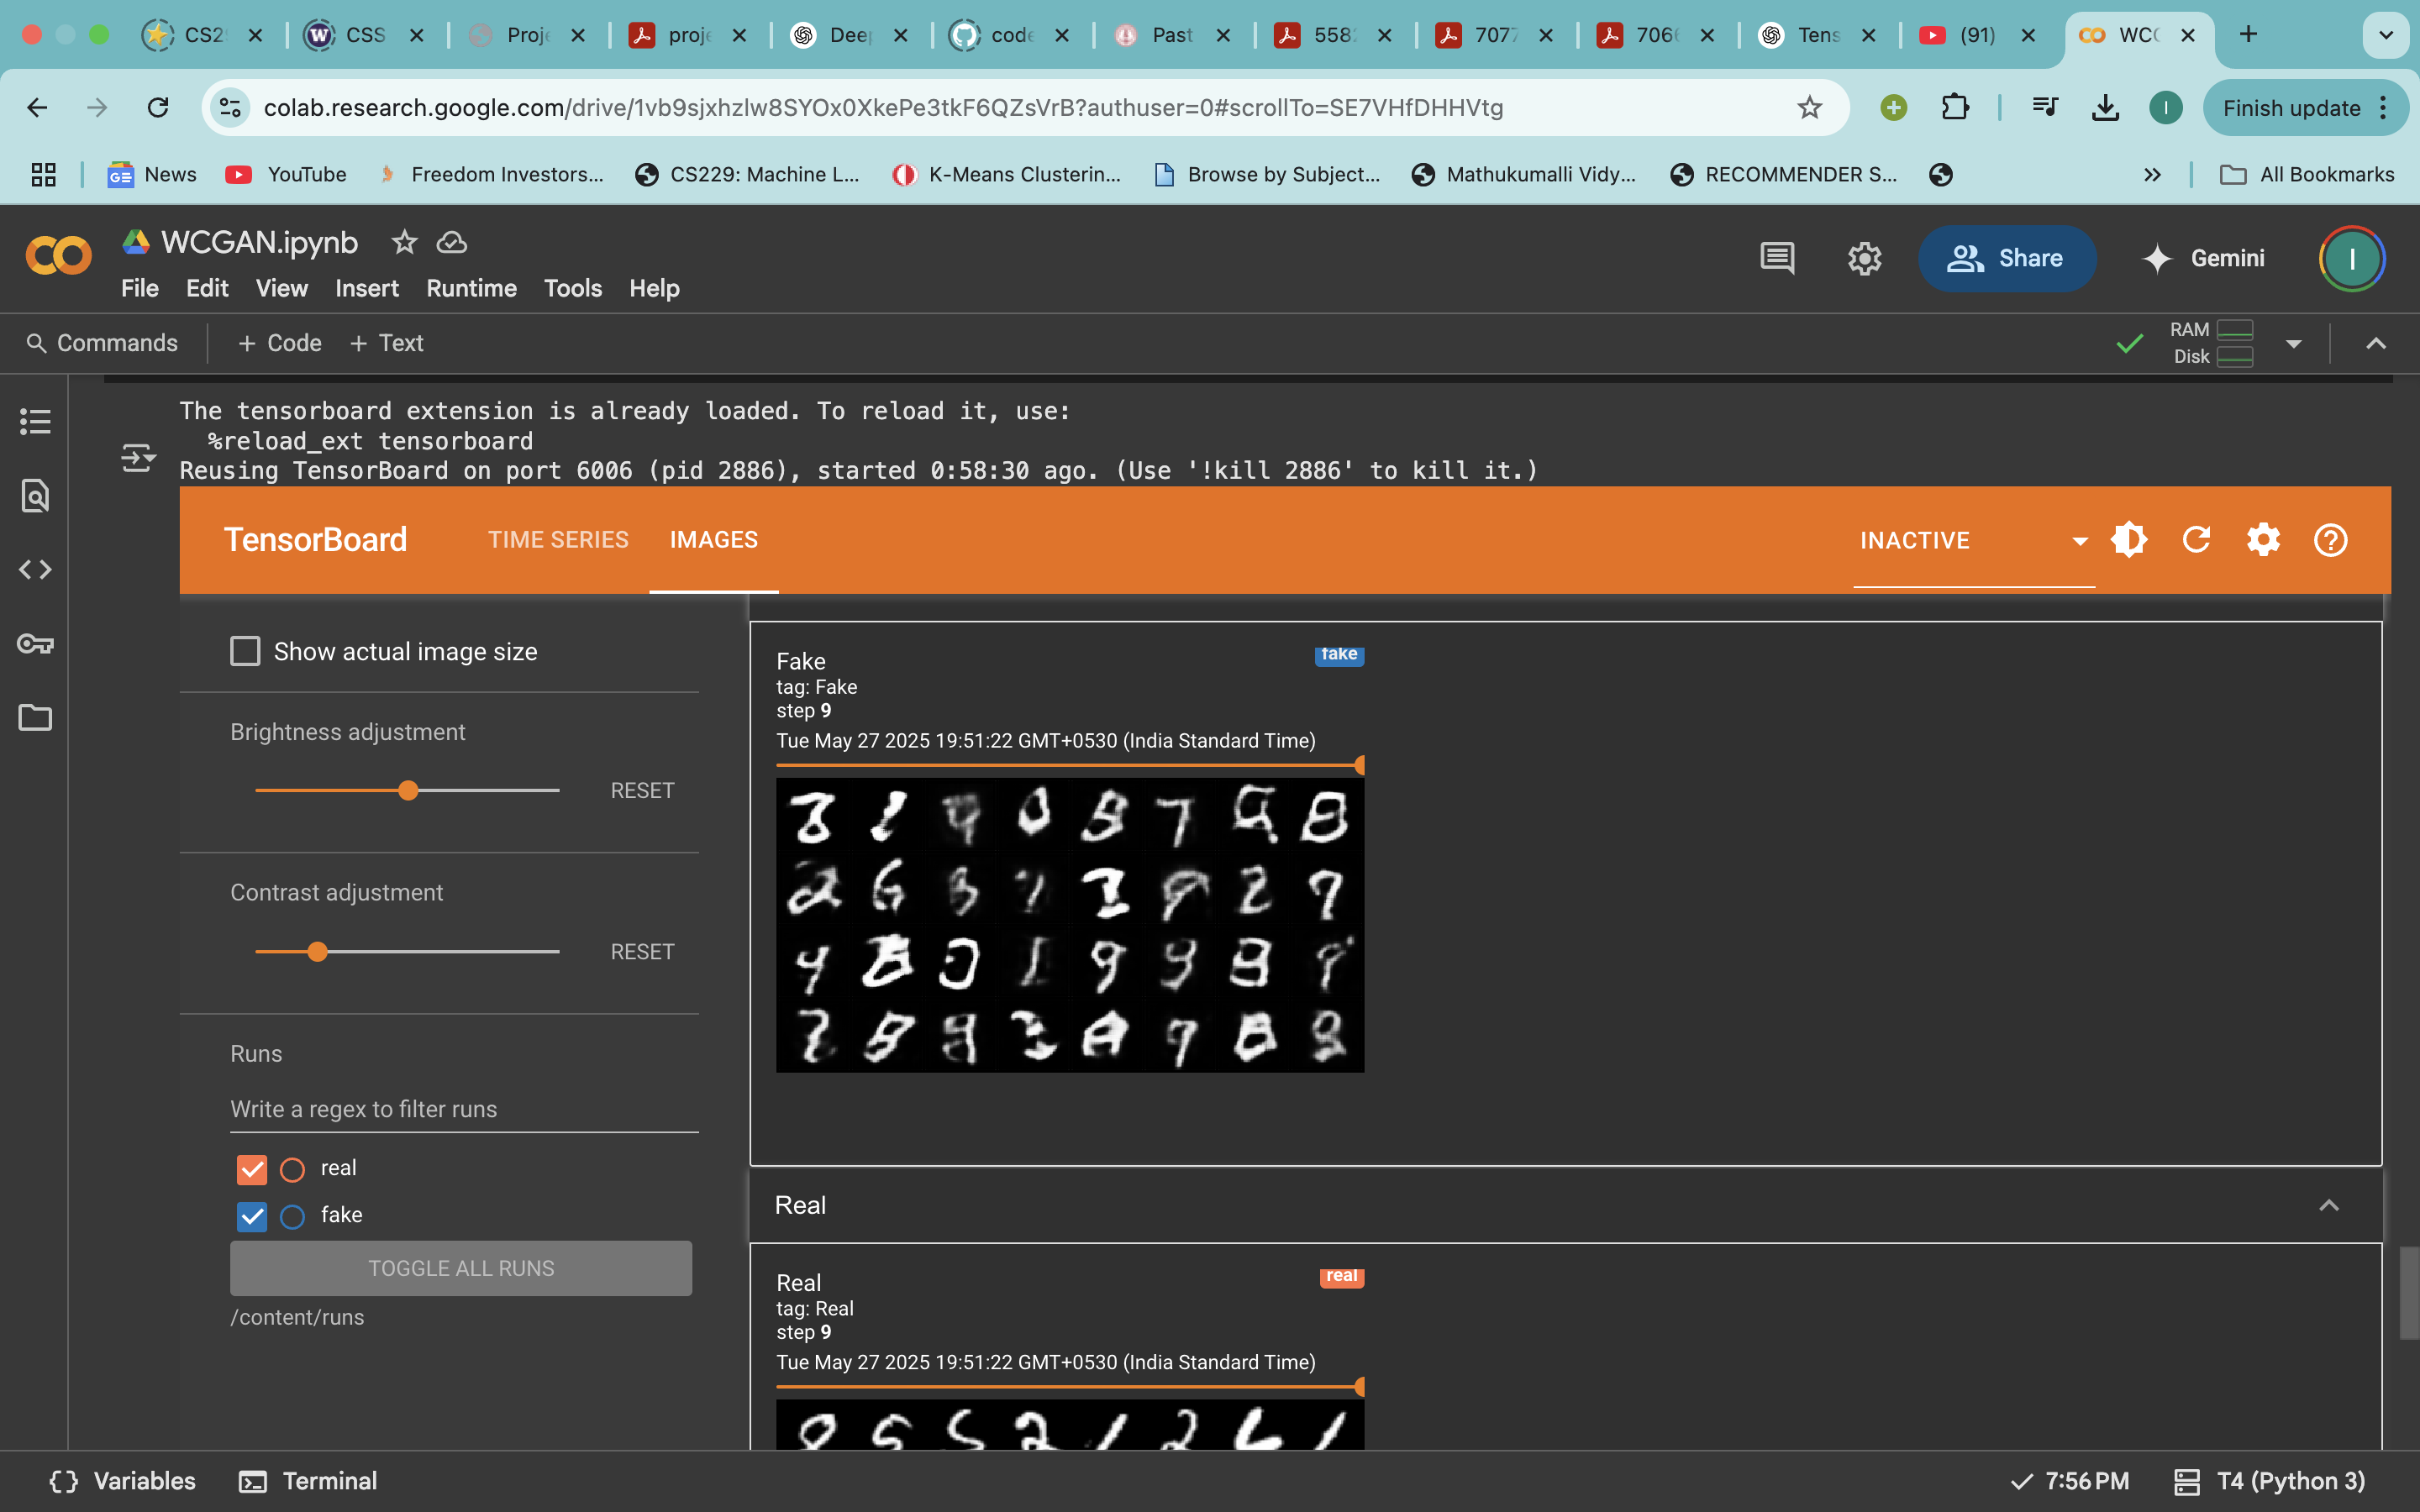 CS2
CSS
Proje
proje
Deep
code
Past
558
7077
706
Tens
(91)
WCG
colab.research.google.com/drive/1vb9sjxhzlw8SYOx0XkePe3tkF6QZsVrB?authuser=0#scrollTo=SE7VHfDHHVtg
Finish update
News
YouTube
Freedom Investors...
CS229: Machine L...
K-Means Clusterin...
Browse by Subject...
Mathukumalli Vidy...
RECOMMENDER S...
All Bookmarks
WCGAN.ipynb
File Edit View Insert Runtime Tools Help
Share
Gemini
I
Commands
+ Code + Text
RAM
Disk
The tensorboard extension is already loaded. To reload it, use:
%reload_ext tensorboard
Reusing TensorBoard on port 6006 (pid 2886), started 0:58:30 ago. (Use '!kill 2886' to kill it.)
TensorBoard
TIME SERIES
IMAGES
INACTIVE
Show actual image size
Brightness adjustment
RESET
Contrast adjustment
RESET
Runs
Write a regex to filter runs
real
fake
TOGGLE ALL RUNS
/content/runs
Fake
fake
tag: Fake
step 9
Tue May 27 2025 19:51:22 GMT+0530 (India Standard Time)
Real
Real
real
tag: Real
step 9
Tue May 27 2025 19:51:22 GMT+0530 (India Standard Time)
Variables
Terminal
7:56 PM
T4 (Python 3)